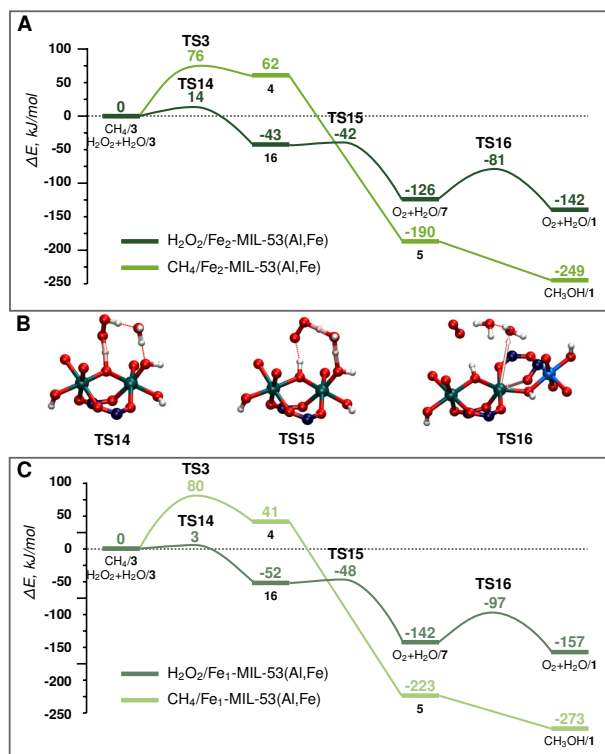 A
TS3
76
TS14
14
62
4
0
CH₄/3
H₂O₂+H₂O/3
-43
16
TS15
-42
TS16
-81
-126
O₂+H₂O/7
-142
O₂+H₂O/1
-190
5
-249
CH₃OH/1
100
50
0
-50
-100
-150
-200
-250
ΔE, kJ/mol
H₂O₂/Fe₂-MIL-53(Al,Fe)
CH₄/Fe₂-MIL-53(Al,Fe)
B
TS14
TS15
TS16
C
TS3
80
TS14
3
41
4
0
CH₄/3
H₂O₂+H₂O/3
-52
16
TS15
-48
TS16
-97
-142
O₂+H₂O/7
-157
O₂+H₂O/1
-223
5
-273
CH₃OH/1
100
50
0
-50
-100
-150
-200
-250
ΔE, kJ/mol
H₂O₂/Fe₁-MIL-53(Al,Fe)
CH₄/Fe₁-MIL-53(Al,Fe)